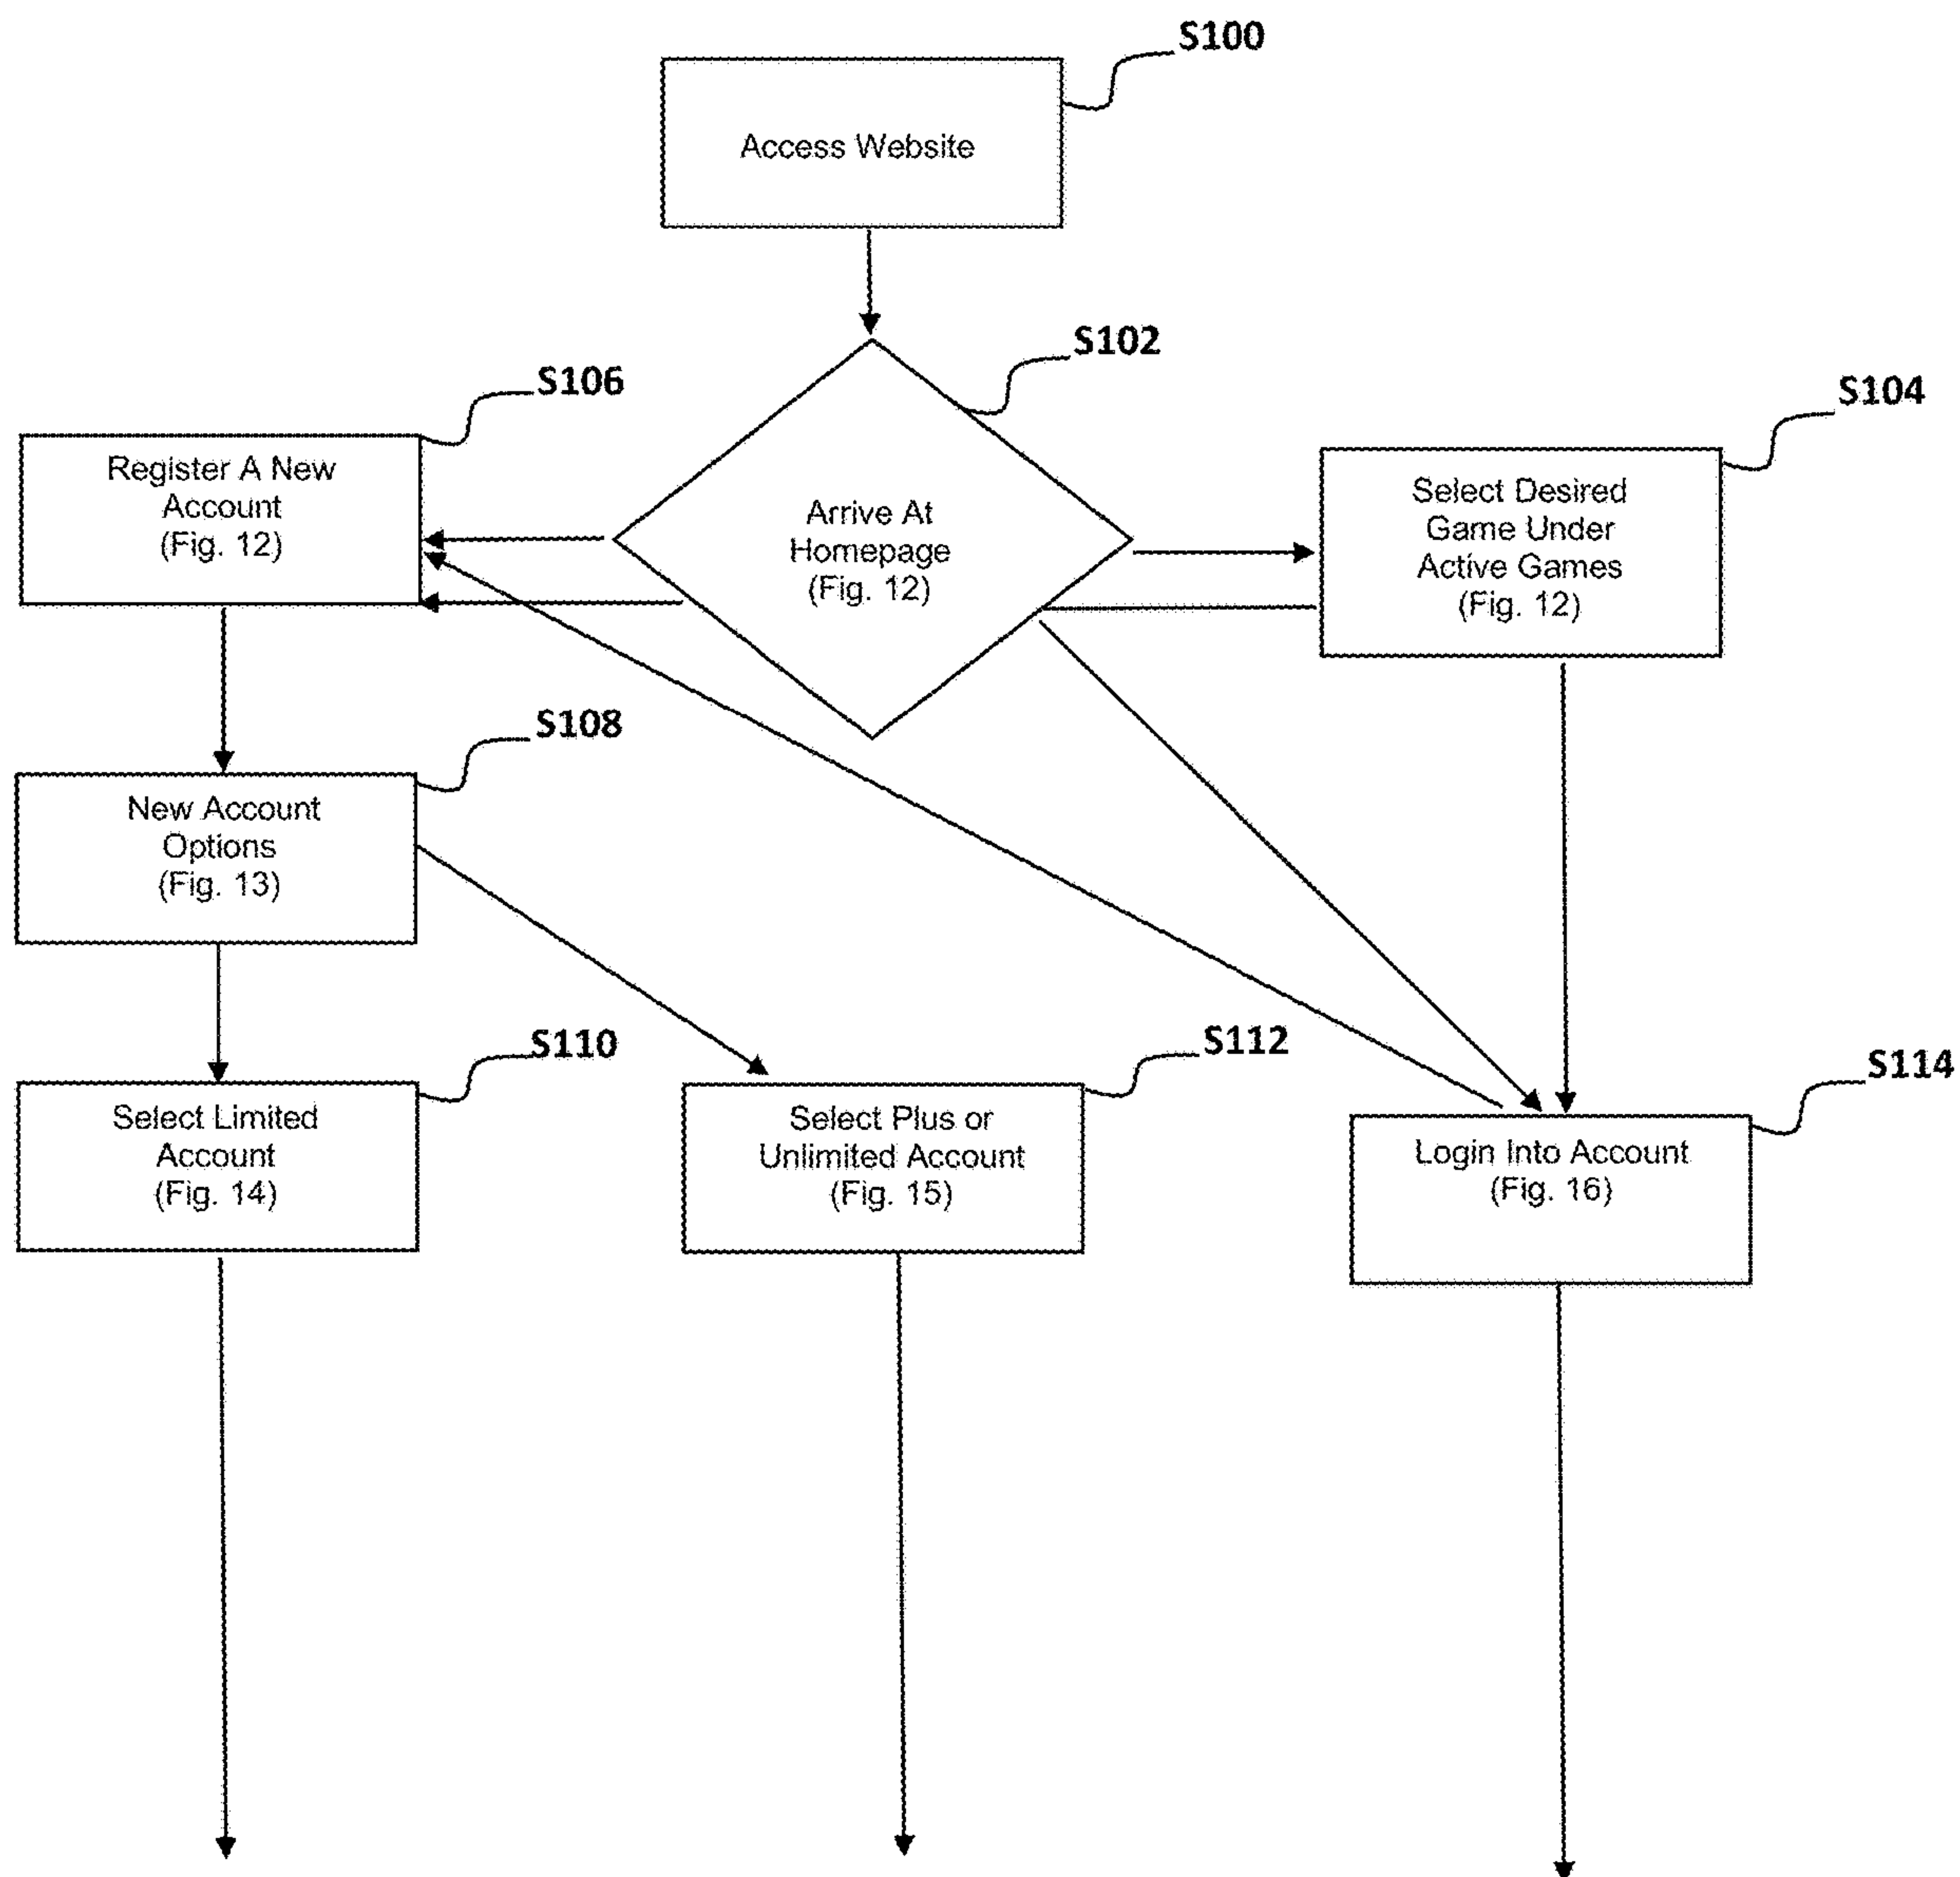 S100
Access Website
S102
Arrive At
Homepage
(Fig. 12)
S106
Register A New
Account
(Fig. 12)
S104
Select Desired
Game Under
Active Games
(Fig. 12)
S108
New Account
Options
(Fig. 13)
S110
Select Limited
Account
(Fig. 14)
S112
Select Plus or
Unlimited Account
(Fig. 15)
S114
Login Into Account
(Fig. 16)